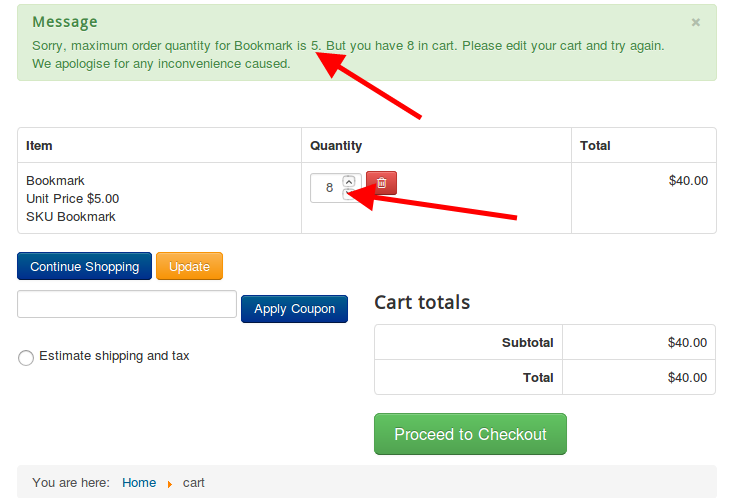 Message ×
Sorry, maximum order quantity for Bookmark is 5. But you have 8 in cart. Please edit your cart and try again.
We apologise for any inconvenience caused.
Item Quantity Total
Bookmark 8 $40.00
Unit Price $5.00
SKU Bookmark
Continue Shopping Update
Apply Coupon
Estimate shipping and tax
Cart totals
Subtotal $40.00
Total $40.00
Proceed to Checkout
You are here: Home cart